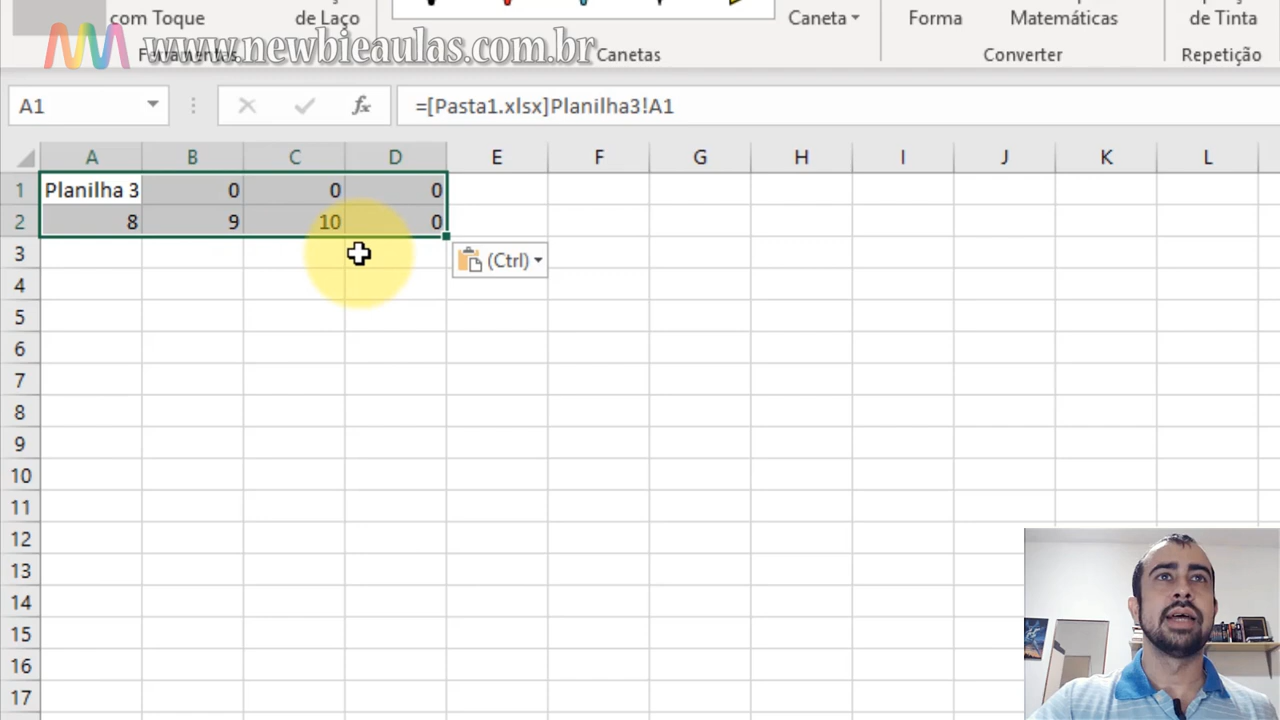 com Toque
de Laço
Caneta
Forma
Matemáticas
de Tinta
www.newbieaulas.com.br
Ferramentas
Canetas
Converter
Repetição
A1
fx
=[Pasta1.xlsx]Planilha3!A1
A B C D E F G H I J K L
1 Planilha 3 0 0 0
2 8 9 10 0
3 (Ctrl)
4
5
6
7
8
9
10
11
12
13
14
15
16
17